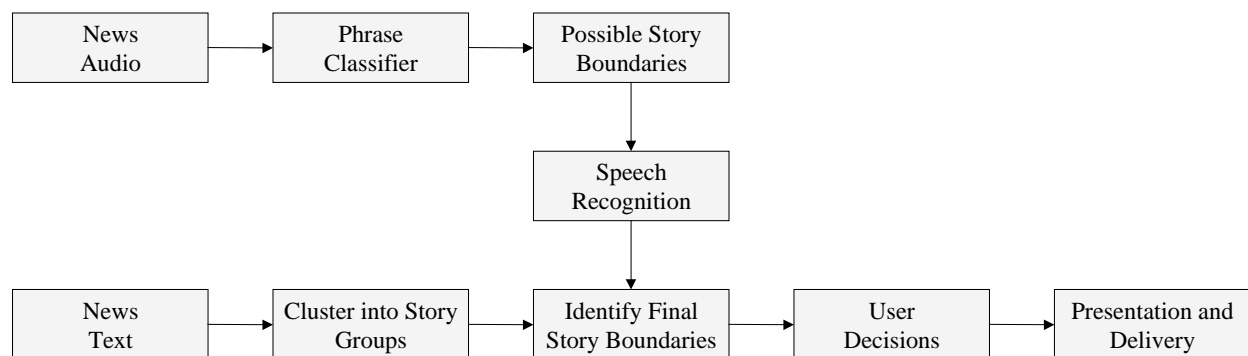 News
Audio
Phrase
Classifier
Possible Story
Boundaries
Speech
Recognition
News
Text
Cluster into Story
Groups
Identify Final
Story Boundaries
User
Decisions
Presentation and
Delivery